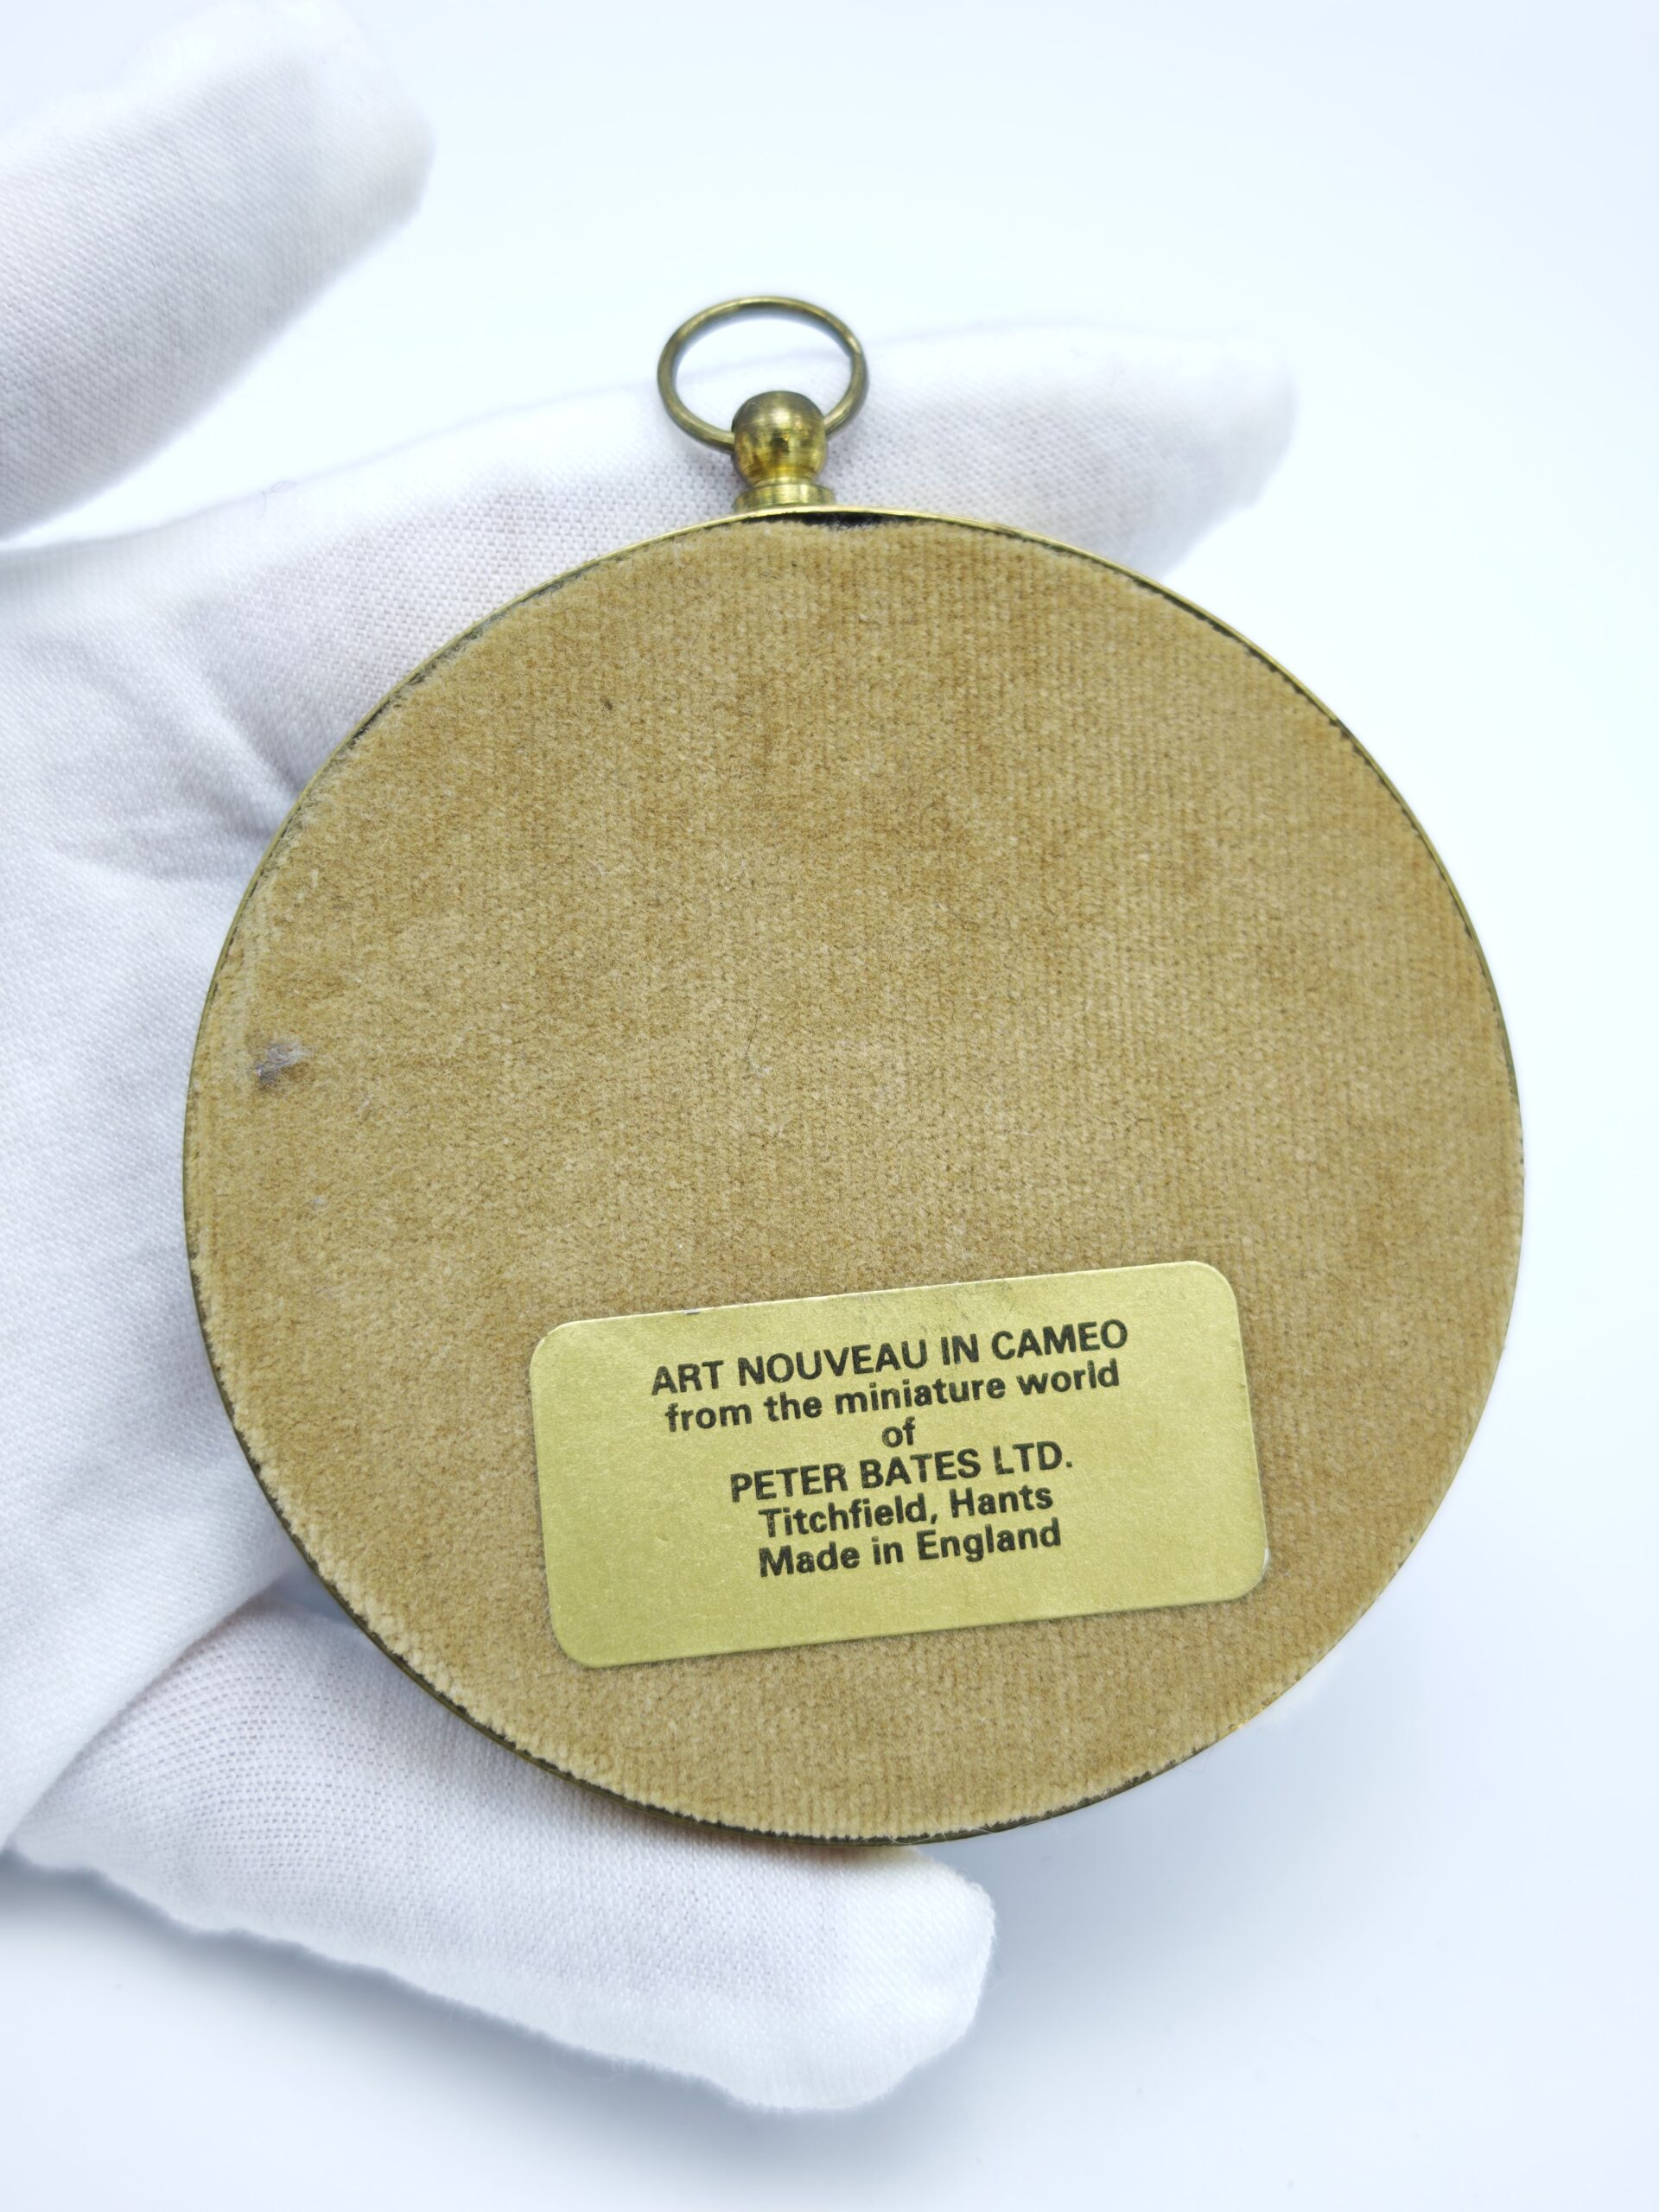 ART NOUVEAU IN CAMEO
from the miniature world
of
PETER BATES LTD.
Titchfield, Hants
Made in England